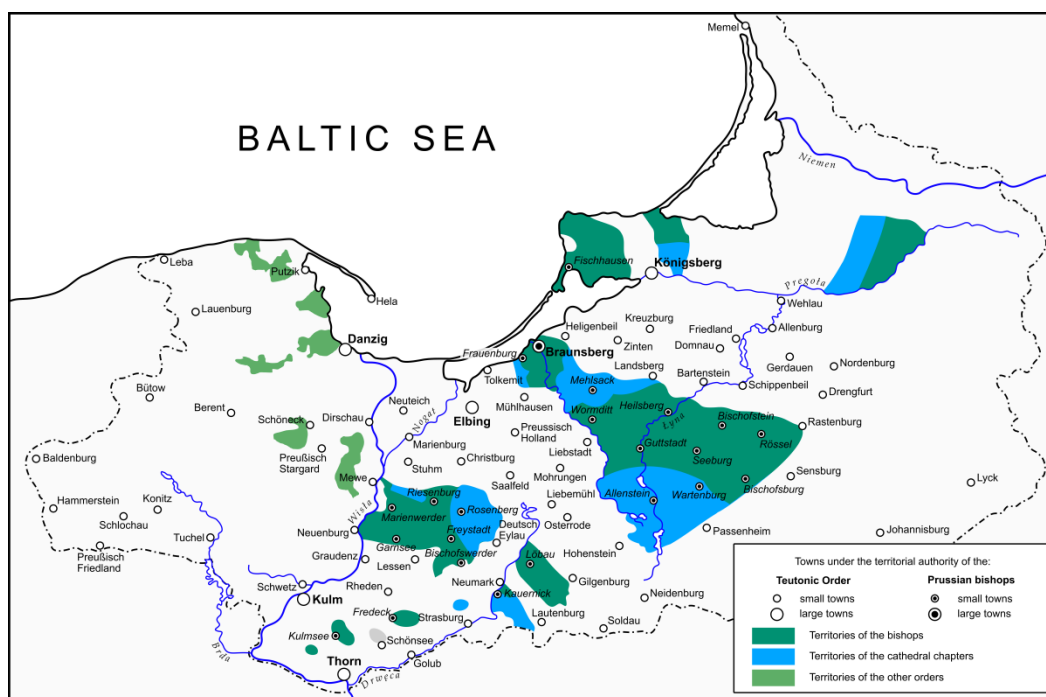 Memel
BALTIC SEA
Niemen
Fischhausen
Königsberg
Pregoła
Leba
Putzik
Hela
Lauenburg
Wehlau
Danzig
Heiligenbeil
Kreuzburg
Zinten
Friedland
Domnau
Allenburg
Gerdauen
Nordenburg
Frauenburg
Braunsberg
Tolkemit
Mehlsack
Landsberg
Bartenstein
Schippenbeil
Drengfurt
Bütow
Berent
Neuteich
Nogat
Elbing
Mühlhausen
Wormditt
Heilsberg
Łyna
Bischofstein
Rössel
Rastenburg
Schöneck
Dirschau
Marienburg
Preussisch
Holland
Liebstadt
Guttstadt
Seeburg
Baldenburg
Preußisch
Stargard
Stuhm
Christburg
Saalfeld
Mohrungen
Mewe
Bischofsburg
Sensburg
Lyck
Hammerstein
Konitz
Schlochau
Wisła
Riesenburg
Marienwerder
Rosenberg
Liebemühl
Allenstein
Wartenburg
Tuchel
Neuenburg
Freystadt
Deutsch
Eylau
Osterode
Passenheim
Johannisburg
Preußisch
Friedland
Garnsee
Graudenz
Lessen
Bischofswerder
Löbau
Hohenstein
Schwetz
Rheden
Neumark
Gilgenburg
Kulm
Kauernick
Neidenburg
Fredeck
Strasburg
Lautenburg
Soldau
Kulmsee
Schönsee
Brda
Thorn
Golub
Drwęca
Towns under the territorial authority of the:
Teutonic Order
Prussian bishops
small towns
small towns
large towns
large towns
Territories of the bishops
Territories of the cathedral chapters
Territories of the other orders